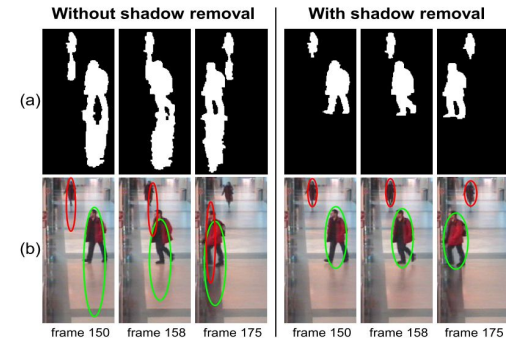 Without shadow removal
With shadow removal
(a)
(b)
frame 150 frame 158 frame 175 frame 150 frame 158 frame 175